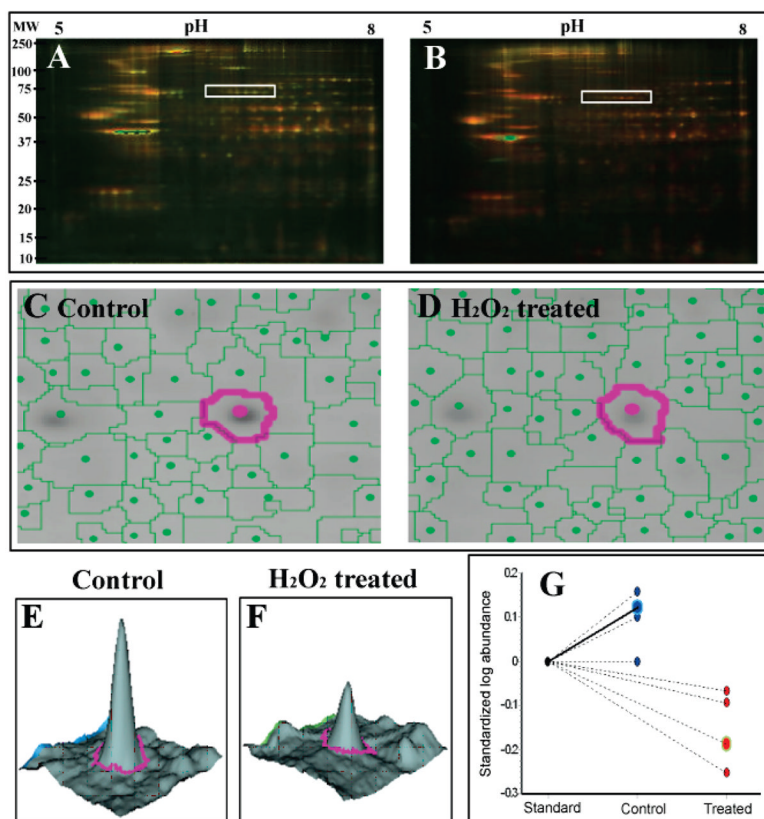 MW 5 pH 8 5 pH 8
250
100
75
50
37
25
20
15
10
A
B
C Control
D H₂O₂ treated
Control
H₂O₂ treated
E
F
G
Standardized log abundance
0.2
0.1
0
-0.1
-0.2
-0.3
Standard Control Treated